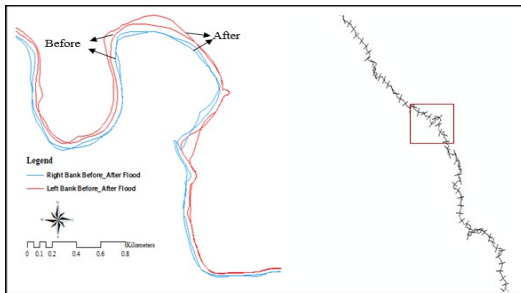 Before
After
Legend
Right Bank Before_After Flood
Left Bank Before_After Flood
Kilometers
0 0.1 0.2 0.4 0.6 0.8